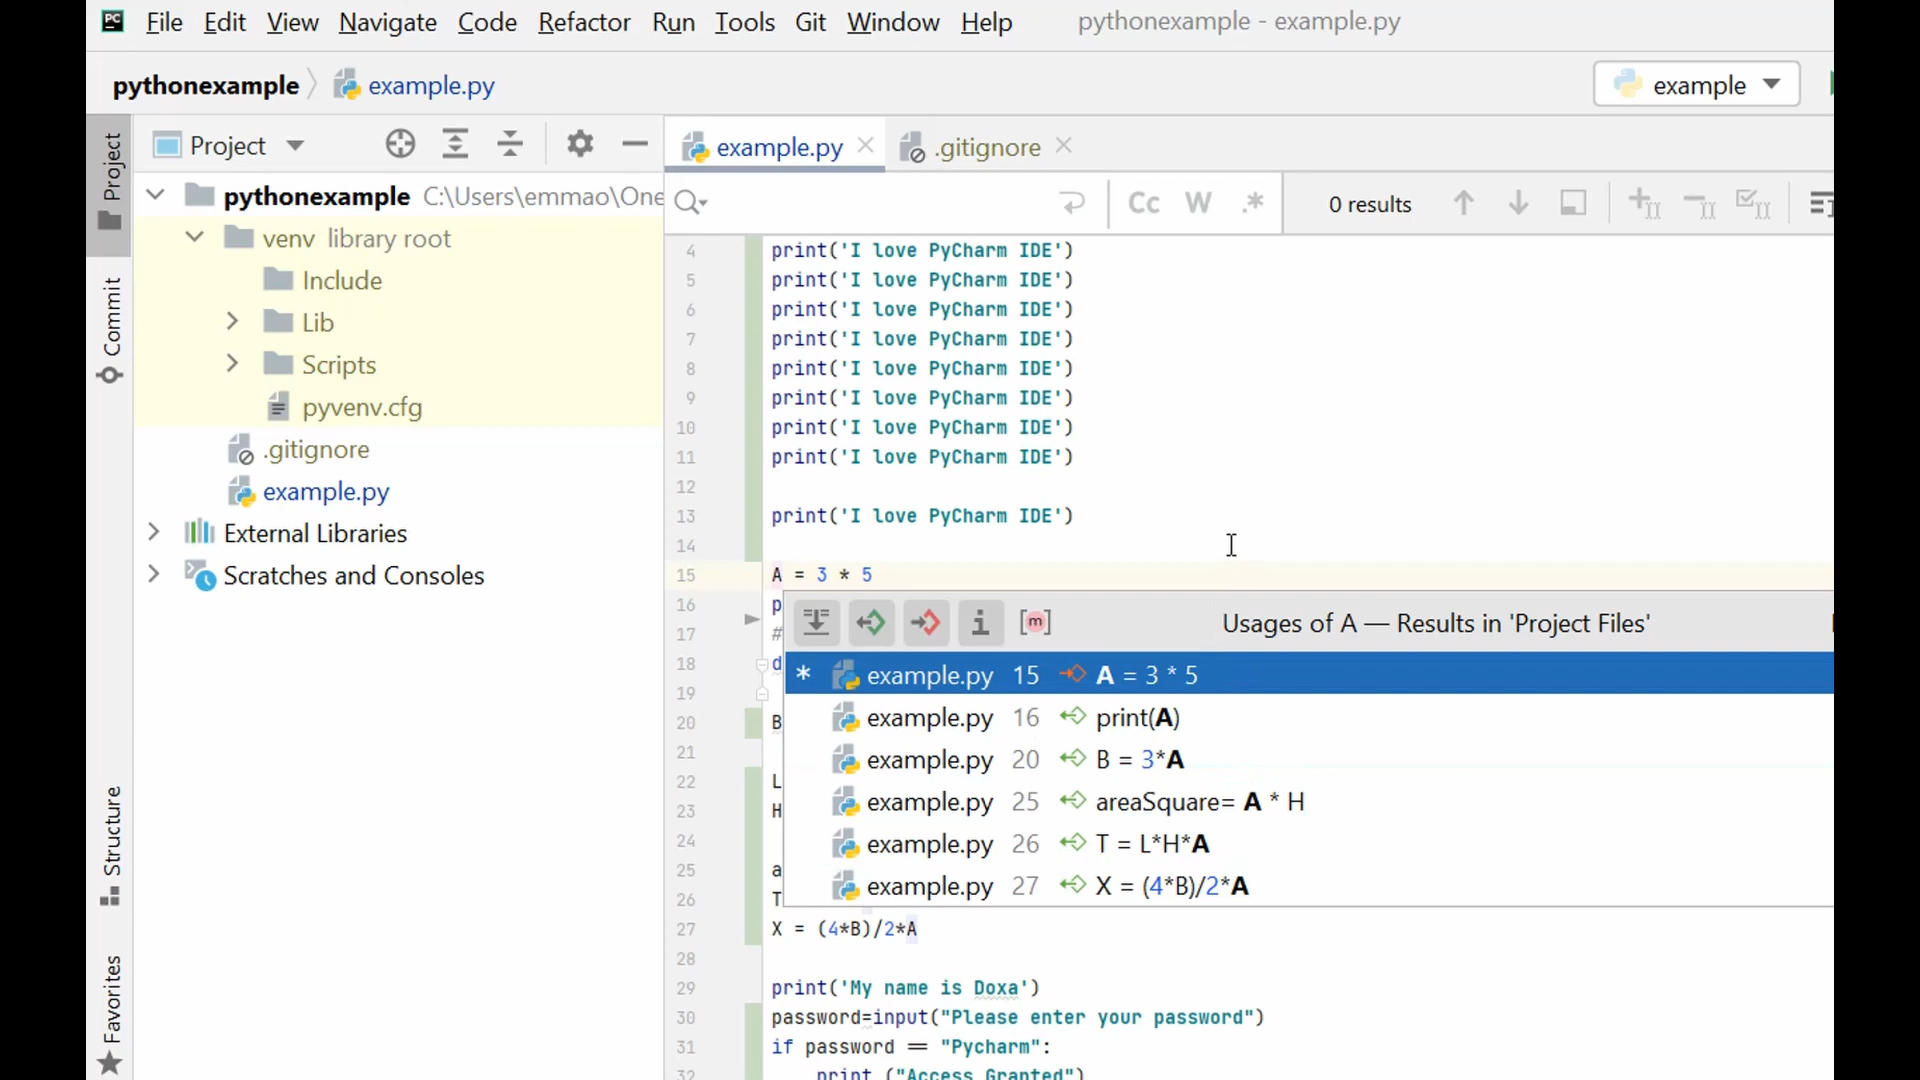 PC File Edit View Navigate Code Refactor Run Tools Git Window Help pythonexample - example.py
pythonexample example.py example
Project Project example.py .gitignore
pythonexample C:\Users\emmao\One
Cc W .* 0 results
venv library root
Include
Lib
Scripts
pyvenv.cfg
.gitignore
example.py
External Libraries
Scratches and Consoles
Commit
Structure
Favorites
4 print('I love PyCharm IDE')
5 print('I love PyCharm IDE')
6 print('I love PyCharm IDE')
7 print('I love PyCharm IDE')
8 print('I love PyCharm IDE')
9 print('I love PyCharm IDE')
10 print('I love PyCharm IDE')
11 print('I love PyCharm IDE')
12
13 print('I love PyCharm IDE')
14
15 A = 3 * 5
16 p
17 #
18 d
19
20 B
21
22 L
23 H
24
25 a
26 T
[m] Usages of A — Results in 'Project Files'
* example.py 15 A = 3 * 5
example.py 16 print(A)
example.py 20 B = 3*A
example.py 25 areaSquare= A * H
example.py 26 T = L*H*A
example.py 27 X = (4*B)/2*A
27 X = (4*B)/2*A
28
29 print('My name is Doxa')
30 password=input("Please enter your password")
31 if password == "Pycharm":
32 print ("Access Granted")